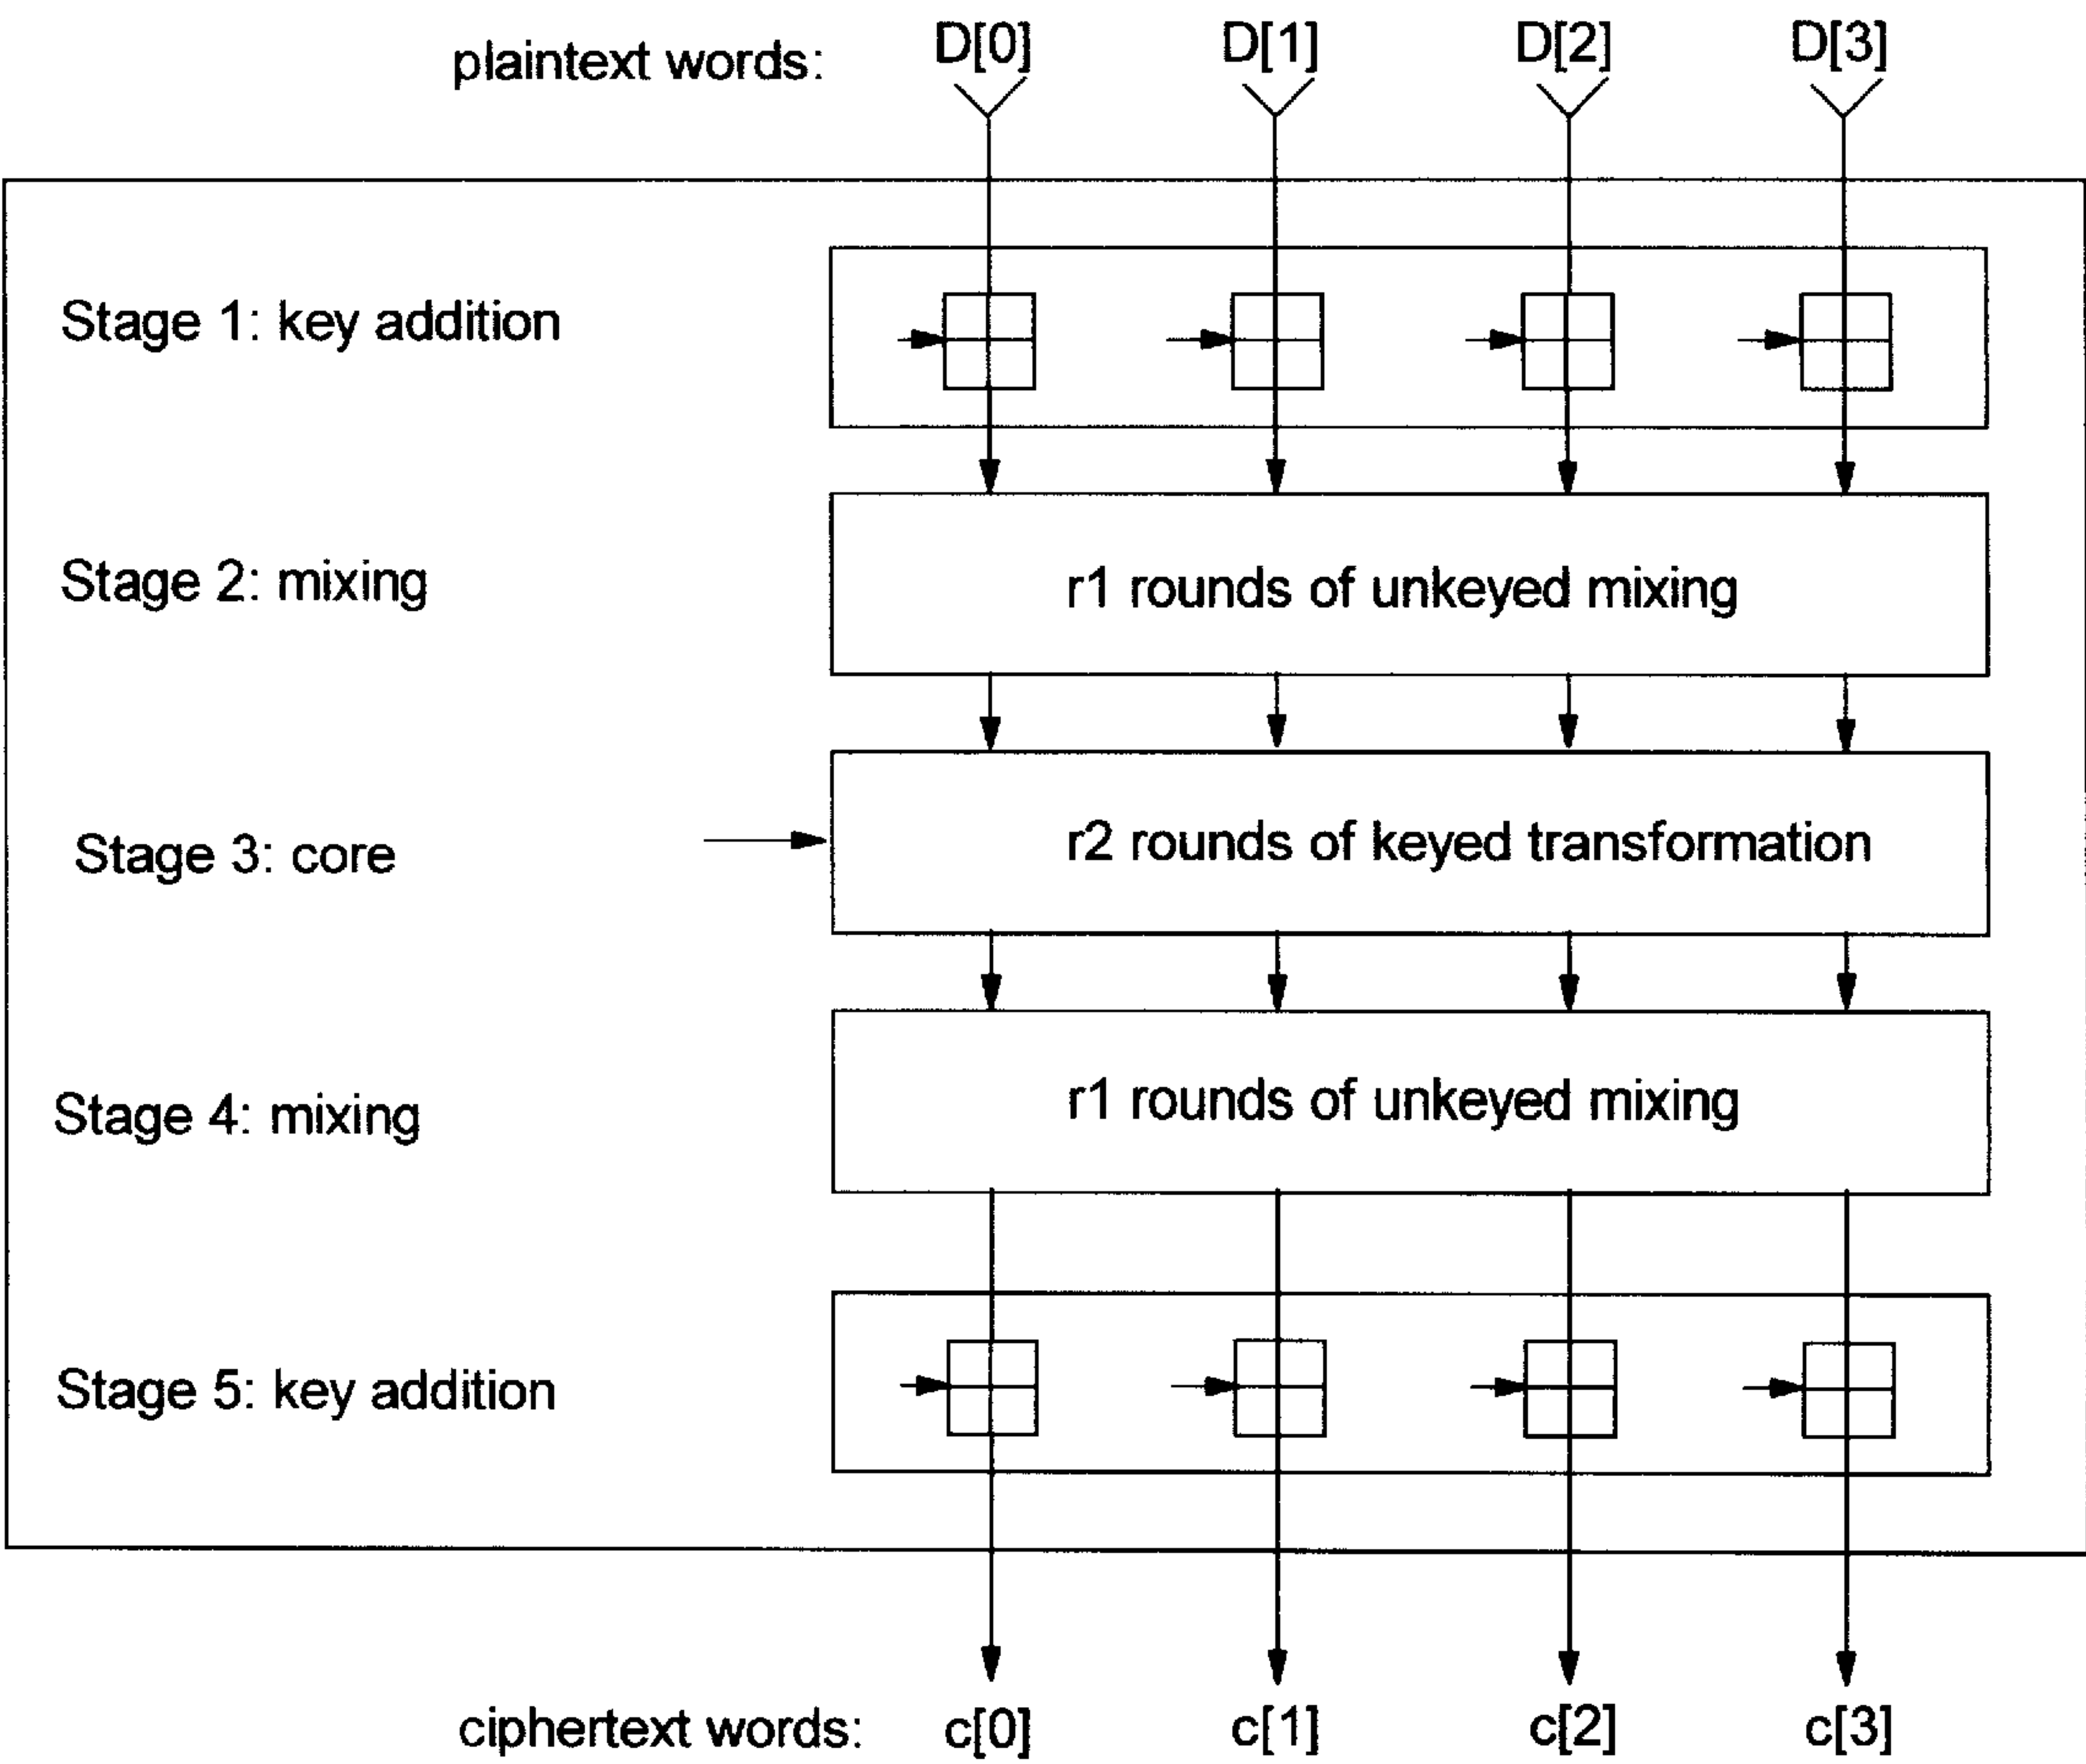 plaintext words: D[0] D[1] D[2] D[3]
Stage 1: key addition
Stage 2: mixing
r1 rounds of unkeyed mixing
Stage 3: core
r2 rounds of keyed transformation
Stage 4: mixing
r1 rounds of unkeyed mixing
Stage 5: key addition
ciphertext words: c[0] c[1] c[2] c[3]